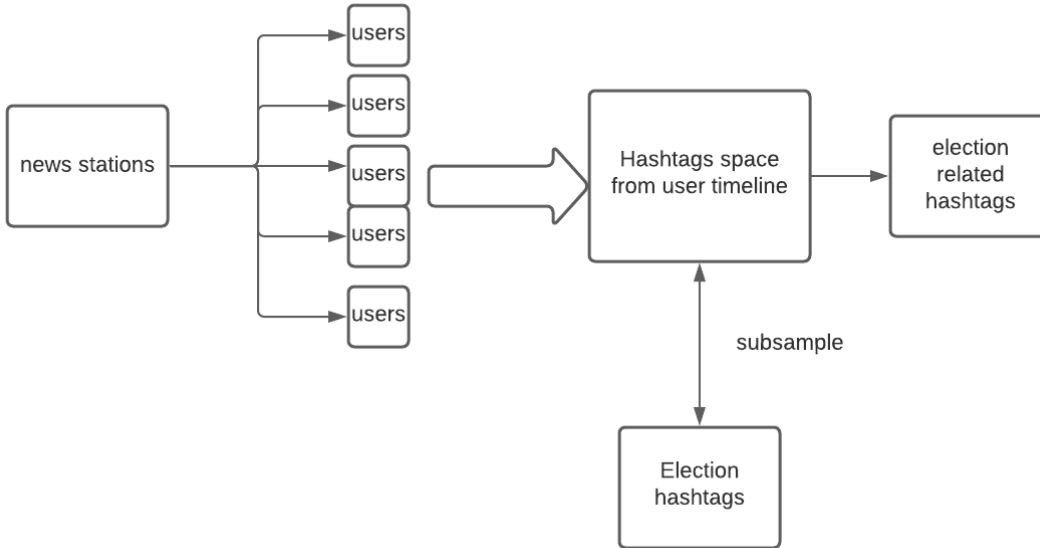 news stations
users
users
users
users
users
Hashtags space
from user timeline
election
related
hashtags
subsample
Election
hashtags